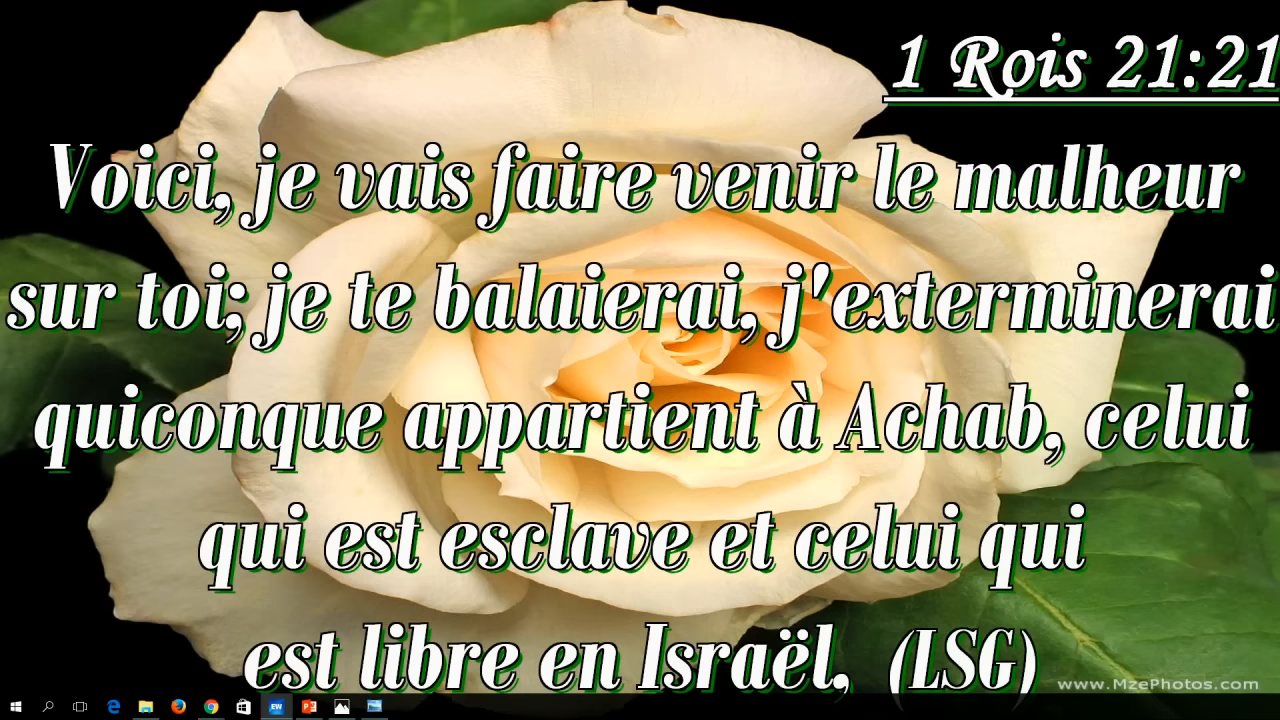 1 Rois 21:21
Voici, je vais faire venir le malheur
sur toi; je te balaierai, j'exterminerai
quiconque appartient à Achab, celui
qui est esclave et celui qui
est libre en Israël, (LSG)
www.MzePhotos.com
EW